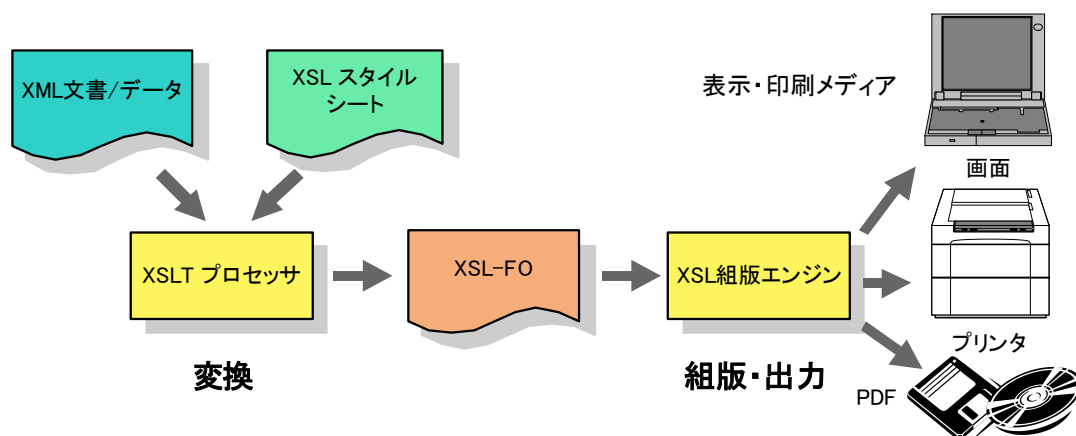 XML文書/データ
XSL スタイル
シート
表示・印刷メディア
画面
XSLT プロセッサ
XSL-FO
XSL組版エンジン
プリンタ
変換
組版・出力
PDF